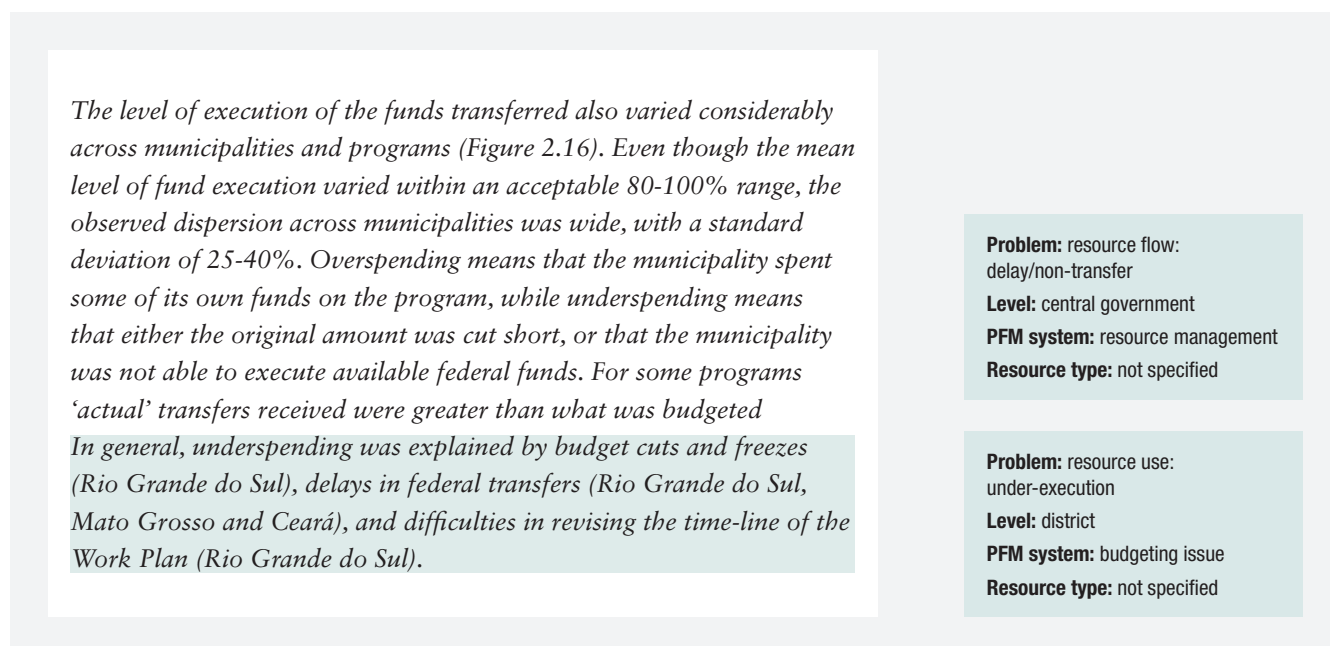 The level of execution of the funds transferred also varied considerably
across municipalities and programs (Figure 2.16). Even though the mean
level of fund execution varied within an acceptable 80-100% range, the
observed dispersion across municipalities was wide, with a standard
deviation of 25-40%. Overspending means that the municipality spent
some of its own funds on the program, while underspending means
that either the original amount was cut short, or that the municipality
was not able to execute available federal funds. For some programs
‘actual’ transfers received were greater than what was budgeted
In general, underspending was explained by budget cuts and freezes
(Rio Grande do Sul), delays in federal transfers (Rio Grande do Sul,
Mato Grosso and Ceará), and difficulties in revising the time-line of the
Work Plan (Rio Grande do Sul).
Problem: resource flow:
delay/non-transfer
Level: central government
PFM system: resource management
Resource type: not specified
Problem: resource use:
under-execution
Level: district
PFM system: budgeting issue
Resource type: not specified